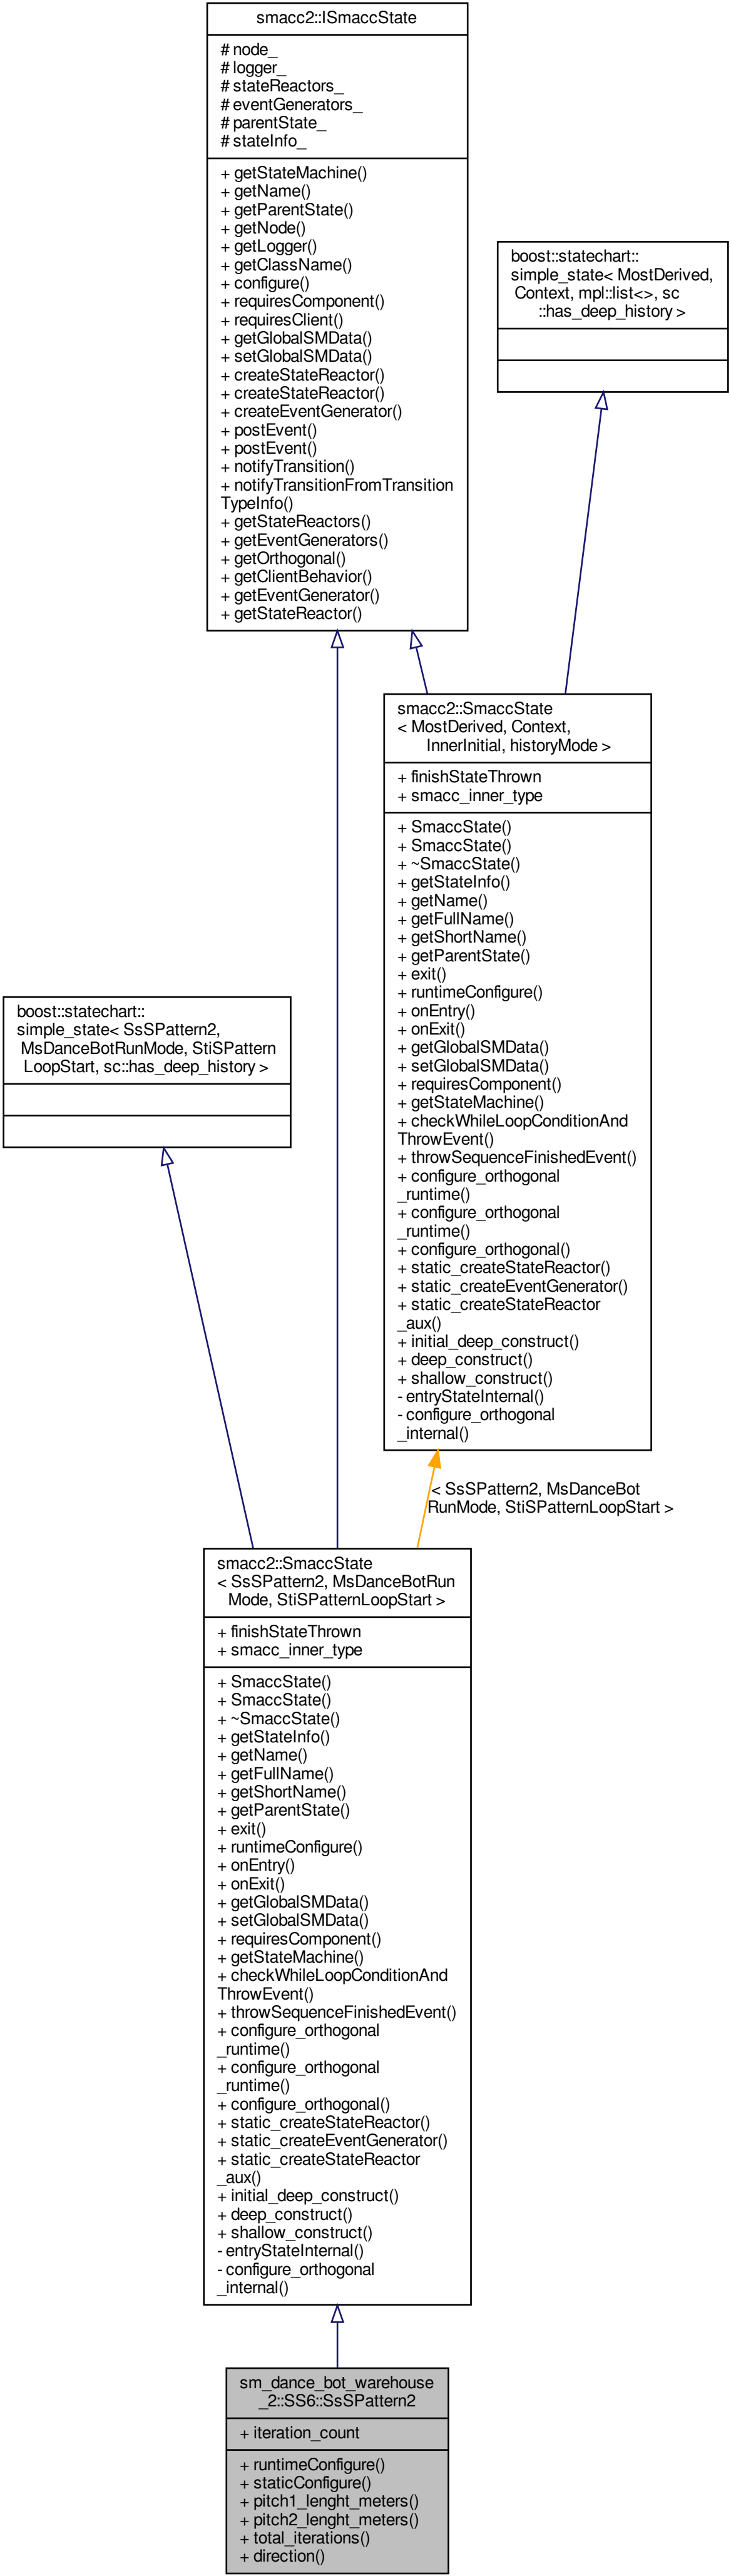 smacc2::ISmaccState
# node_
# logger_
# stateReactors_
# eventGenerators_
# parentState_
# stateInfo_
+ getStateMachine()
+ getName()
+ getParentState()
+ getNode()
+ getLogger()
+ getClassName()
+ configure()
+ requiresComponent()
+ requiresClient()
+ getGlobalSMData()
+ setGlobalSMData()
+ createStateReactor()
+ createStateReactor()
+ createEventGenerator()
+ postEvent()
+ postEvent()
+ notifyTransition()
+ notifyTransitionFromTransition
TypeInfo()
+ getStateReactors()
+ getEventGenerators()
+ getOrthogonal()
+ getClientBehavior()
+ getEventGenerator()
+ getStateReactor()
boost::statechart::
simple_state< MostDerived,
Context, mpl::list<>, sc
::has_deep_history >
smacc2::SmaccState
< MostDerived, Context,
InnerInitial, historyMode >
+ finishStateThrown
+ smacc_inner_type
+ SmaccState()
+ SmaccState()
+ ~SmaccState()
+ getStateInfo()
+ getName()
+ getFullName()
+ getShortName()
+ getParentState()
+ exit()
+ runtimeConfigure()
+ onEntry()
+ onExit()
+ getGlobalSMData()
+ setGlobalSMData()
+ requiresComponent()
+ getStateMachine()
+ checkWhileLoopConditionAnd
ThrowEvent()
+ throwSequenceFinishedEvent()
+ configure_orthogonal
_runtime()
+ configure_orthogonal
_runtime()
+ configure_orthogonal()
+ static_createStateReactor()
+ static_createEventGenerator()
+ static_createStateReactor
_aux()
+ initial_deep_construct()
+ deep_construct()
+ shallow_construct()
- entryStateInternal()
- configure_orthogonal
_internal()
boost::statechart::
simple_state< SsSPattern2,
MsDanceBotRunMode, StiSPattern
LoopStart, sc::has_deep_history >
< SsSPattern2, MsDanceBot
RunMode, StiSPatternLoopStart >
smacc2::SmaccState
< SsSPattern2, MsDanceBotRun
Mode, StiSPatternLoopStart >
+ finishStateThrown
+ smacc_inner_type
+ SmaccState()
+ SmaccState()
+ ~SmaccState()
+ getStateInfo()
+ getName()
+ getFullName()
+ getShortName()
+ getParentState()
+ exit()
+ runtimeConfigure()
+ onEntry()
+ onExit()
+ getGlobalSMData()
+ setGlobalSMData()
+ requiresComponent()
+ getStateMachine()
+ checkWhileLoopConditionAnd
ThrowEvent()
+ throwSequenceFinishedEvent()
+ configure_orthogonal
_runtime()
+ configure_orthogonal
_runtime()
+ configure_orthogonal()
+ static_createStateReactor()
+ static_createEventGenerator()
+ static_createStateReactor
_aux()
+ initial_deep_construct()
+ deep_construct()
+ shallow_construct()
- entryStateInternal()
- configure_orthogonal
_internal()
sm_dance_bot_warehouse
_2::SS6::SsSPattern2
+ iteration_count
+ runtimeConfigure()
+ staticConfigure()
+ pitch1_lenght_meters()
+ pitch2_lenght_meters()
+ total_iterations()
+ direction()